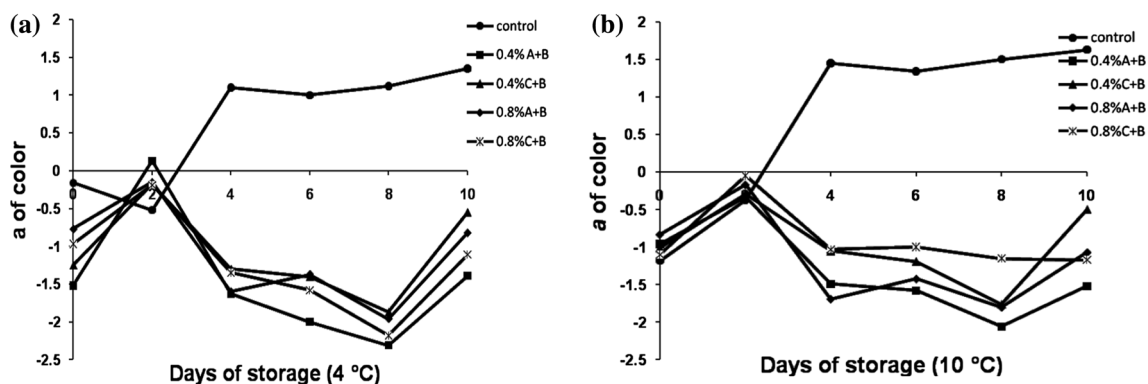 (a)
2
1.5
1
0.5
0
-0.5
-1
-1.5
-2
-2.5
a of color
0 2 4 6 8 10
Days of storage (4 °C)
control
0.4%A+B
0.4%C+B
0.8%A+B
0.8%C+B
(b)
2
1.5
1
0.5
0
-0.5
-1
-1.5
-2
-2.5
a of color
0 2 4 6 8 10
Days of storage (10 °C)
control
0.4%A+B
0.4%C+B
0.8%A+B
0.8%C+B